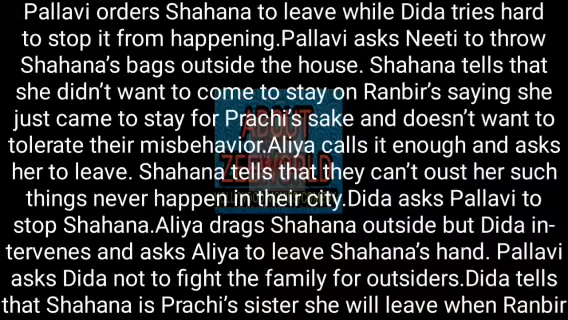 Pallavi orders Shahana to leave while Dida tries hard
to stop it from happening.Pallavi asks Neeti to throw
Shahana’s bags outside the house. Shahana tells that
she didn’t want to come to stay on Ranbir’s saying she
just came to stay for Prachi’s sake and doesn’t want to
tolerate their misbehavior.Aliya calls it enough and asks
her to leave. Shahana tells that they can’t oust her such
things never happen in their city.Dida asks Pallavi to
stop Shahana.Aliya drags Shahana outside but Dida in-
tervenes and asks Aliya to leave Shahana’s hand. Pallavi
asks Dida not to fight the family for outsiders.Dida tells
that Shahana is Prachi’s sister she will leave when Ranbir
ABOUT
ZEEWORLD